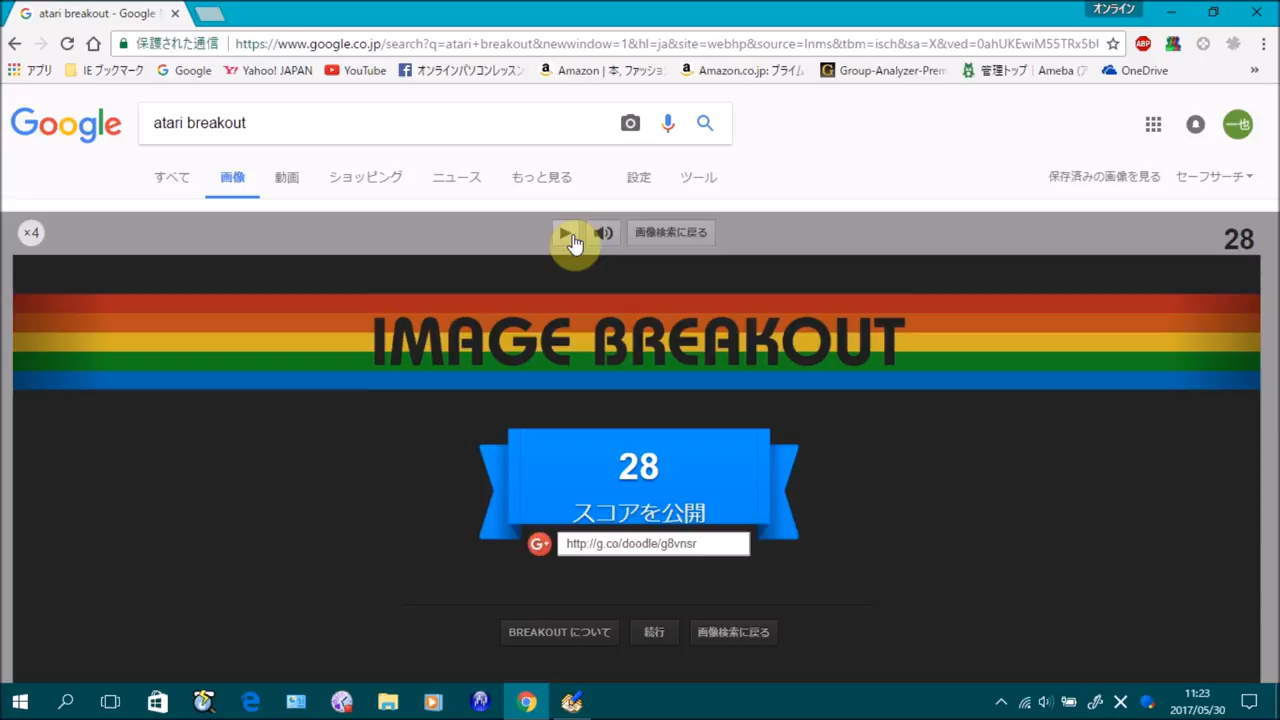 atari breakout - Google
オンライン
保護された通信
https://www.google.co.jp/search?q=atari+breakout&newwindow=1&hl=ja&site=webhp&source=lnms&tbm=isch&sa=X&ved=0ahUKEwiM55TRx5b
アプリ IE ブックマーク Google Yahoo! JAPAN YouTube オンラインパソコンレッスン Amazon | 本, ファッショ Amazon.co.jp: プライム Group-Analyzer-Prem 管理トップ | Ameba (ア OneDrive »
Google atari breakout 一也
すべて 画像 動画 ショッピング ニュース もっと見る 設定 ツール 保存済みの画像を見る セーフサーチ
×4 画像検索に戻る 28
IMAGE BREAKOUT
28
スコアを公開
G+ http://g.co/doodle/g8vnsr
BREAKOUT について 続行 画像検索に戻る
11:23
2017/05/30